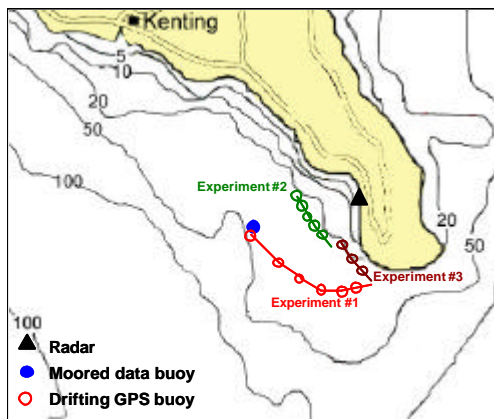 Kenting
5
10
20
50
100
Experiment #2
20
50
Experiment #3
Experiment #1
100
Radar
Moored data buoy
Drifting GPS buoy